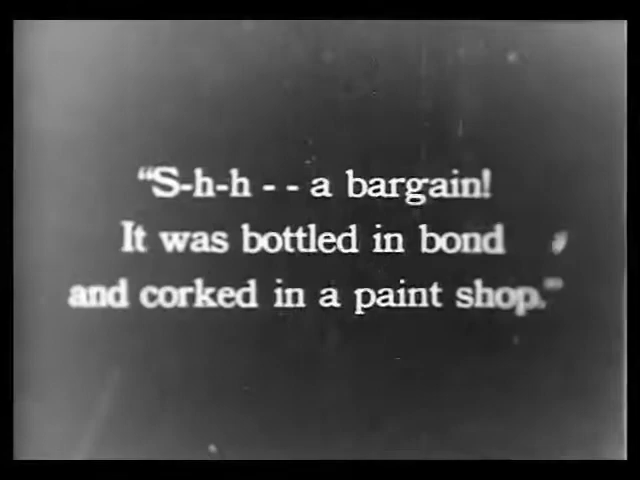 “S-h-h - - a bargain!
It was bottled in bond
and corked in a paint shop.”